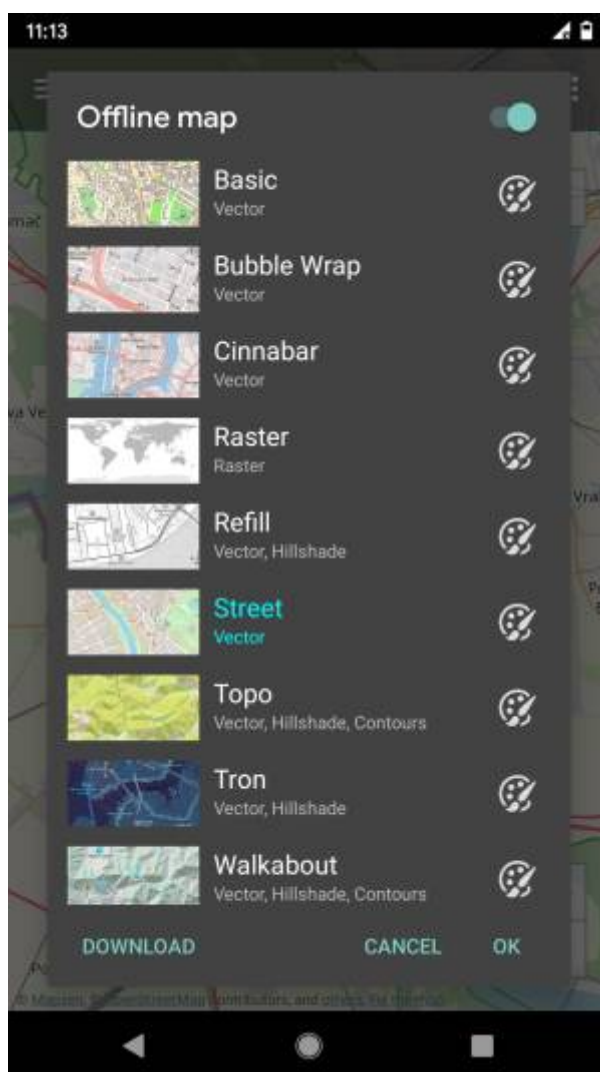 11:13
Offline map
Basic
Vector
Bubble Wrap
Vector
Cinnabar
Vector
Raster
Raster
Refill
Vector, Hillshade
Street
Vector
Topo
Vector, Hillshade, Contours
Tron
Vector, Hillshade
Walkabout
Vector, Hillshade, Contours
DOWNLOAD CANCEL OK